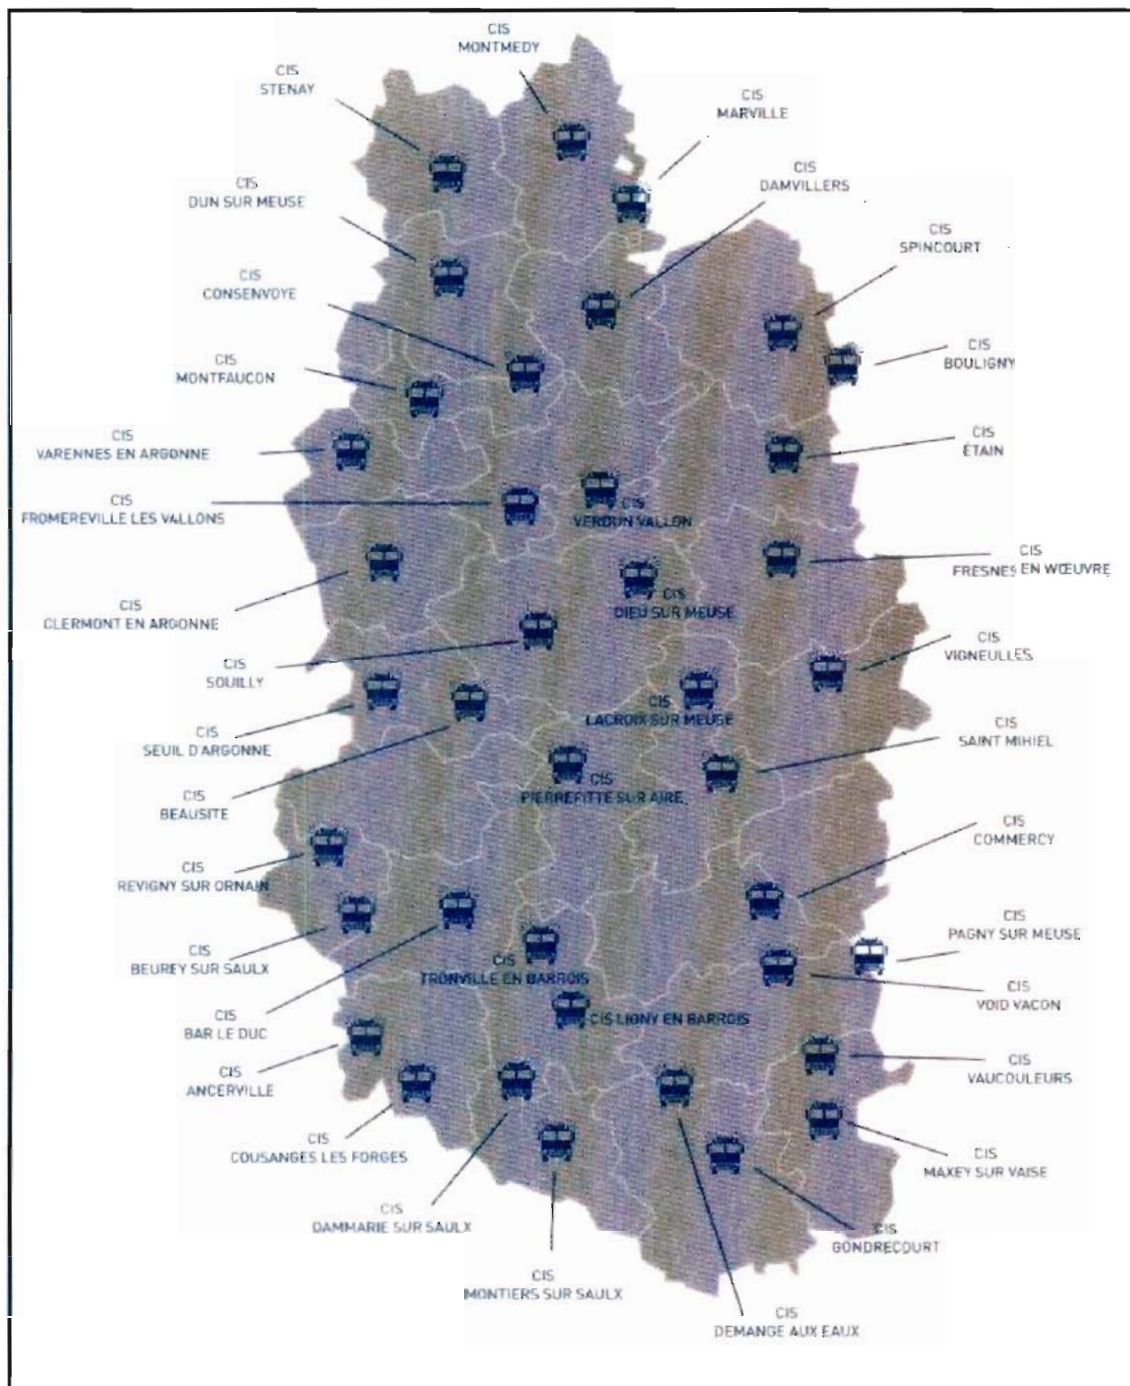 CIS
MONTMEDY
CIS
STENAY
CIS
MARVILLE
CIS
DAMVILLERS
CIS
DUN SUR MEUSE
CIS
SPINCOURT
CIS
CONSENVOYE
CIS
BOULIGNY
CIS
MONTFAUCON
CIS
VARENNES EN ARGONNE
CIS
ÉTAIN
CIS
FROMEREVILLE LES VALLONS
CIS
VERDUN VALLON
CIS
FRESNES EN WŒUVRE
CIS
DIEU SUR MEUSE
CIS
CLERMONT EN ARGONNE
CIS
VIGNEULLES
CIS
SOUILLY
CIS
LACROIX SUR MEUSE
CIS
SEUIL D'ARGONNE
CIS
SAINT MIHIEL
CIS
PIERREFITTE SUR AIRE
CIS
BEAUSITE
CIS
COMMERCY
CIS
REVIGNY SUR ORNAIN
CIS
PAGNY SUR MEUSE
CIS
BEUREY SUR SAULX
CIS
TRONVILLE EN BARROIS
CIS
VOID VACON
CIS
BAR LE DUC
CIS LIGNY EN BARROIS
CIS
VAUCOULEURS
CIS
ANCERVILLE
CIS
COUSANGES LES FORGES
CIS
MAXEY SUR VAISE
CIS
DAMMARIE SUR SAULX
CIS
GONDRECOURT
CIS
MONTIERS SUR SAULX
CIS
DEMANGE AUX EAUX